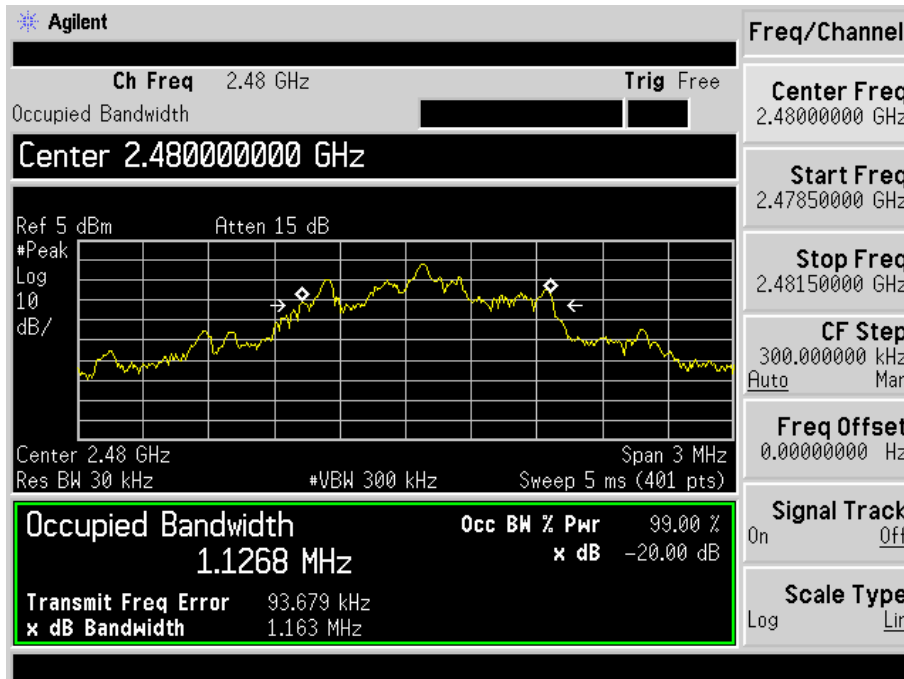 Agilent
Freq/Channel
Ch Freq 2.48 GHz Trig Free
Occupied Bandwidth
Center 2.480000000 GHz
Ref 5 dBm Atten 15 dB
#Peak
Log
10
dB/
Center 2.48 GHz Span 3 MHz
Res BW 30 kHz #VBW 300 kHz Sweep 5 ms (401 pts)
Occupied Bandwidth
1.1268 MHz
Occ BW % Pwr 99.00 %
x dB -20.00 dB
Transmit Freq Error 93.679 kHz
x dB Bandwidth 1.163 MHz
Center Freq
2.48000000 GHz
Start Freq
2.47850000 GHz
Stop Freq
2.48150000 GHz
CF Step
300.000000 kHz
Auto Man
Freq Offset
0.00000000 Hz
Signal Track
On Off
Scale Type
Log Lin